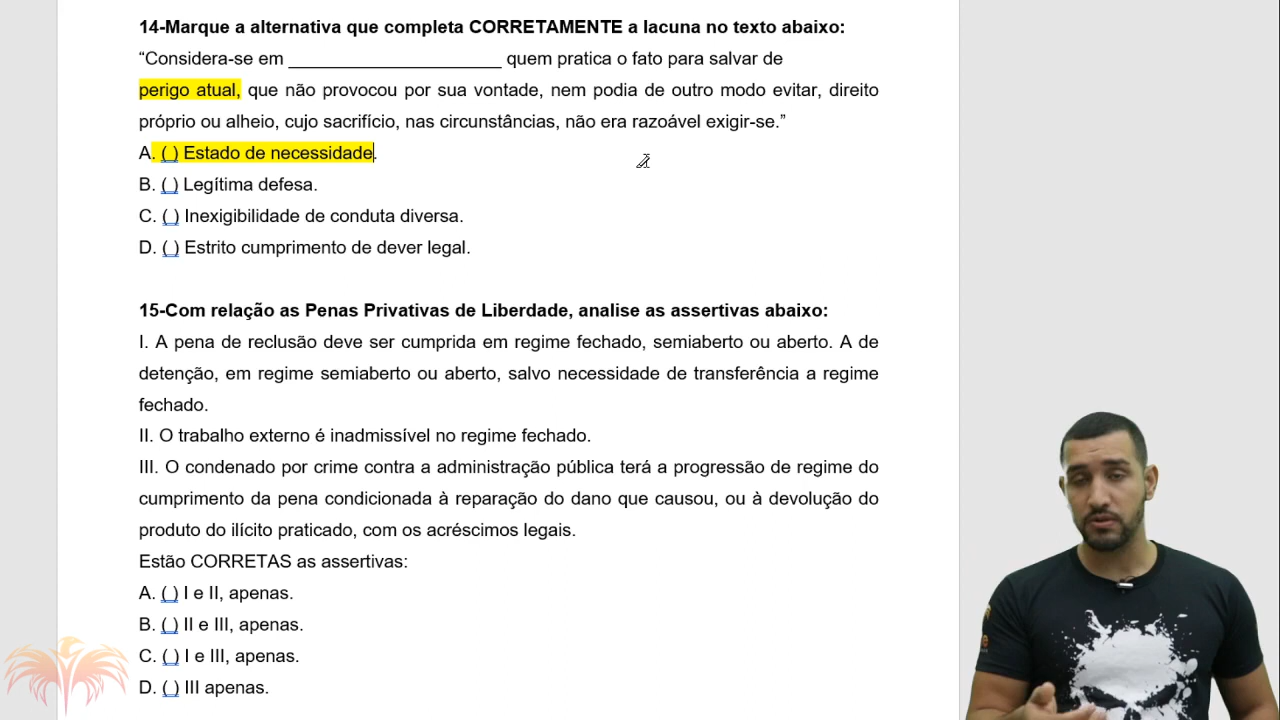 14-Marque a alternativa que completa CORRETAMENTE a lacuna no texto abaixo:
“Considera-se em _____________________ quem pratica o fato para salvar de
perigo atual, que não provocou por sua vontade, nem podia de outro modo evitar, direito
próprio ou alheio, cujo sacrifício, nas circunstâncias, não era razoável exigir-se.”
A. ( ) Estado de necessidade.
B. ( ) Legítima defesa.
C. ( ) Inexigibilidade de conduta diversa.
D. ( ) Estrito cumprimento de dever legal.
15-Com relação as Penas Privativas de Liberdade, analise as assertivas abaixo:
I. A pena de reclusão deve ser cumprida em regime fechado, semiaberto ou aberto. A de
detenção, em regime semiaberto ou aberto, salvo necessidade de transferência a regime
fechado.
II. O trabalho externo é inadmissível no regime fechado.
III. O condenado por crime contra a administração pública terá a progressão de regime do
cumprimento da pena condicionada à reparação do dano que causou, ou à devolução do
produto do ilícito praticado, com os acréscimos legais.
Estão CORRETAS as assertivas:
A. ( ) I e II, apenas.
B. ( ) II e III, apenas.
C. ( ) I e III, apenas.
D. ( ) III apenas.